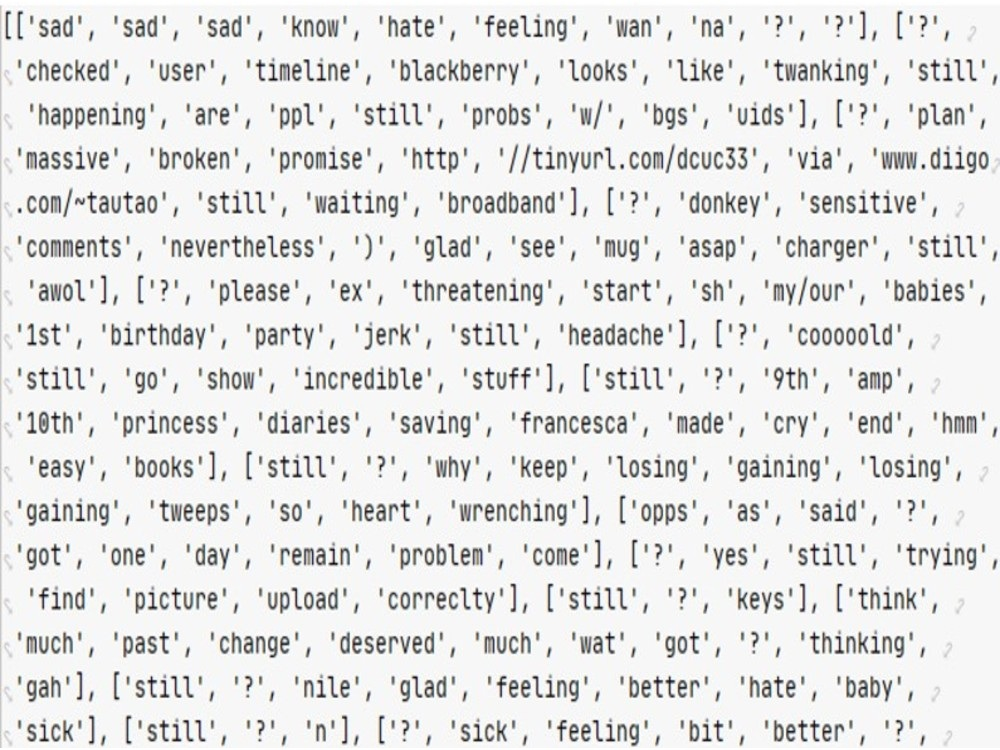 [['sad', 'sad', 'sad', 'know', 'hate', 'feeling', 'wan', 'na', '?', '?'], ['?',
'checked', 'user', 'timeline', 'blackberry', 'looks', 'like', 'twanking', 'still',
'happening', 'are', 'ppl', 'still', 'probs', 'w/', 'bgs', 'uids'], ['?', 'plan',
'massive', 'broken', 'promise', 'http', '//tinyurl.com/dcuc33', 'via', 'www.diigo
.com/~tautao', 'still', 'waiting', 'broadband'], ['?', 'donkey', 'sensitive',
'comments', 'nevertheless', ')', 'glad', 'see', 'mug', 'asap', 'charger', 'still',
'awol'], ['?', 'please', 'ex', 'threatening', 'start', 'sh', 'my/our', 'babies',
'1st', 'birthday', 'party', 'jerk', 'still', 'headache'], ['?', 'cooooold',
'still', 'go', 'show', 'incredible', 'stuff'], ['still', '?', '9th', 'amp',
'10th', 'princess', 'diaries', 'saving', 'francesca', 'made', 'cry', 'end', 'hmm',
'easy', 'books'], ['still', '?', 'why', 'keep', 'losing', 'gaining', 'losing',
'gaining', 'tweeps', 'so', 'heart', 'wrenching'], ['opps', 'as', 'said', '?',
'got', 'one', 'day', 'remain', 'problem', 'come'], ['?', 'yes', 'still', 'trying',
'find', 'picture', 'upload', 'correclty'], ['still', '?', 'keys'], ['think',
'much', 'past', 'change', 'deserved', 'much', 'wat', 'got', '?', 'thinking',
'gah'], ['still', '?', 'nile', 'glad', 'feeling', 'better', 'hate', 'baby',
'sick'], ['still', '?', 'n'], ['?', 'sick', 'feeling', 'bit', 'better', '?',